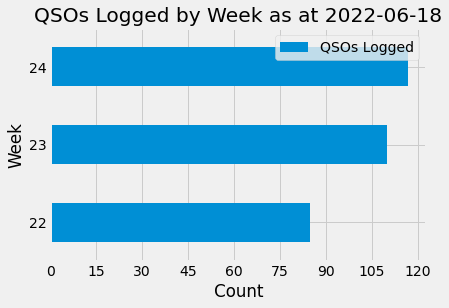 QSOs Logged by Week as at 2022-06-18
QSOs Logged
24
23
22
Week
0 15 30 45 60 75 90 105 120
Count